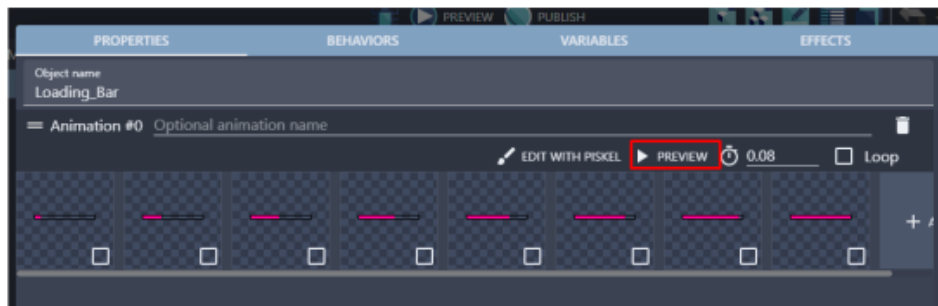 PREVIEW PUBLISH
PROPERTIES BEHAVIORS VARIABLES EFFECTS
Object name
Loading_Bar
Animation #0 Optional animation name
EDIT WITH PISKEL PREVIEW 0.08 Loop
+